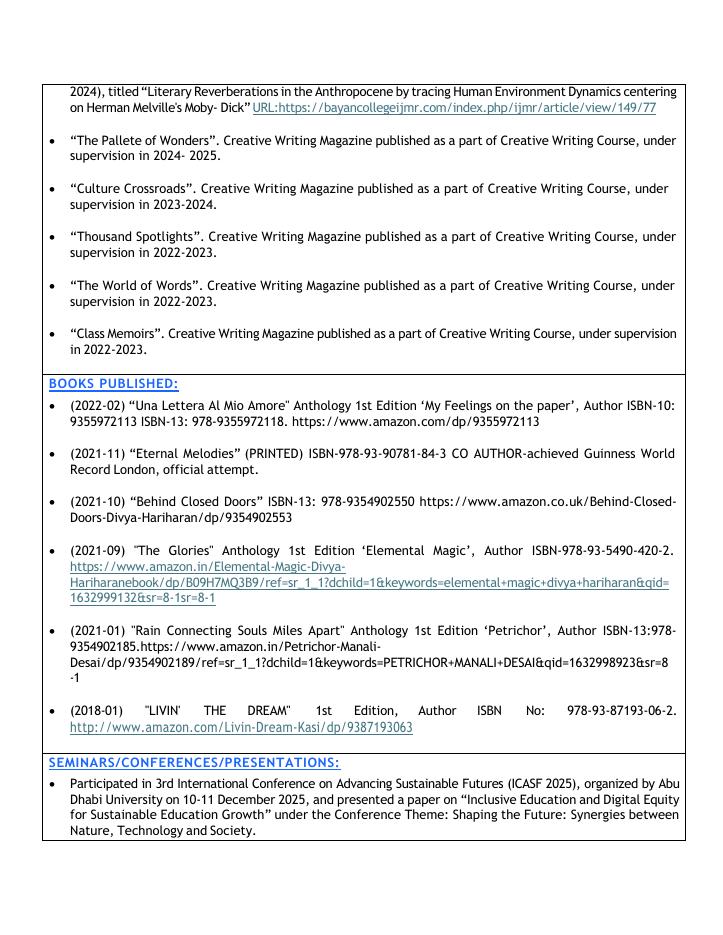 2024), titled “Literary Reverberations in the Anthropocene by tracing Human Environment Dynamics centering
on Herman Melville's Moby- Dick” URL:https://bayancollegeijmr.com/index.php/ijmr/article/view/149/77
• “The Pallete of Wonders”. Creative Writing Magazine published as a part of Creative Writing Course, under
supervision in 2024- 2025.
• “Culture Crossroads”. Creative Writing Magazine published as a part of Creative Writing Course, under
supervision in 2023-2024.
• “Thousand Spotlights”. Creative Writing Magazine published as a part of Creative Writing Course, under
supervision in 2022-2023.
• “The World of Words”. Creative Writing Magazine published as a part of Creative Writing Course, under
supervision in 2022-2023.
• “Class Memoirs”. Creative Writing Magazine published as a part of Creative Writing Course, under supervision
in 2022-2023.
BOOKS PUBLISHED:
• (2022-02) “Una Lettera Al Mio Amore" Anthology 1st Edition ‘My Feelings on the paper’, Author ISBN-10:
9355972113 ISBN-13: 978-9355972118. https://www.amazon.com/dp/9355972113
• (2021-11) “Eternal Melodies” (PRINTED) ISBN-978-93-90781-84-3 CO AUTHOR-achieved Guinness World
Record London, official attempt.
• (2021-10) “Behind Closed Doors” ISBN-13: 978-9354902550 https://www.amazon.co.uk/Behind-Closed-
Doors-Divya-Hariharan/dp/9354902553
• (2021-09) "The Glories" Anthology 1st Edition ‘Elemental Magic’, Author ISBN-978-93-5490-420-2.
https://www.amazon.in/Elemental-Magic-Divya-
Hariharanebook/dp/B09H7MQ3B9/ref=sr_1_1?dchild=1&keywords=elemental+magic+divya+hariharan&qid=
1632999132&sr=8-1sr=8-1
• (2021-01) "Rain Connecting Souls Miles Apart" Anthology 1st Edition ‘Petrichor’, Author ISBN-13:978-
9354902185.https://www.amazon.in/Petrichor-Manali-
Desai/dp/9354902189/ref=sr_1_1?dchild=1&keywords=PETRICHOR+MANALI+DESAI&qid=1632998923&sr=8
-1
• (2018-01) "LIVIN' THE DREAM" 1st Edition, Author ISBN No: 978-93-87193-06-2.
http://www.amazon.com/Livin-Dream-Kasi/dp/9387193063
SEMINARS/CONFERENCES/PRESENTATIONS:
• Participated in 3rd International Conference on Advancing Sustainable Futures (ICASF 2025), organized by Abu
Dhabi University on 10-11 December 2025, and presented a paper on “Inclusive Education and Digital Equity
for Sustainable Education Growth” under the Conference Theme: Shaping the Future: Synergies between
Nature, Technology and Society.